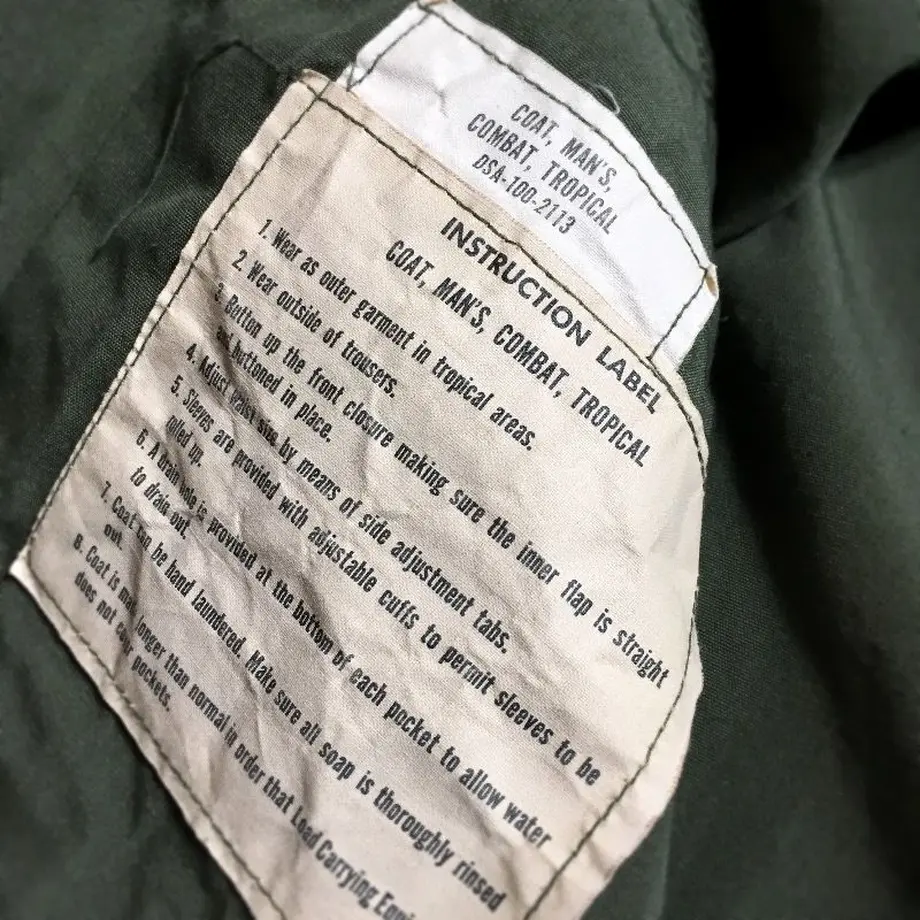 COAT, MAN'S,
COMBAT, TROPICAL
DSA-100-2113
INSTRUCTION LABEL
COAT, MAN'S, COMBAT, TROPICAL
1. Wear as outer garment in tropical areas.
2. Wear outside of trousers.
3. Button up the front closure making sure the inner flap is straight
and buttoned in place.
4. Adjust waist size by means of side adjustment tabs.
5. Sleeves are provided with adjustable cuffs to permit sleeves to be
rolled up.
6. A drain hole is provided at the bottom of each pocket to allow water
to drain out.
7. Coat can be hand laundered. Make sure all soap is thoroughly rinsed
out.
8. Coat is made longer than normal in order that Load Carrying
does not cover pockets.